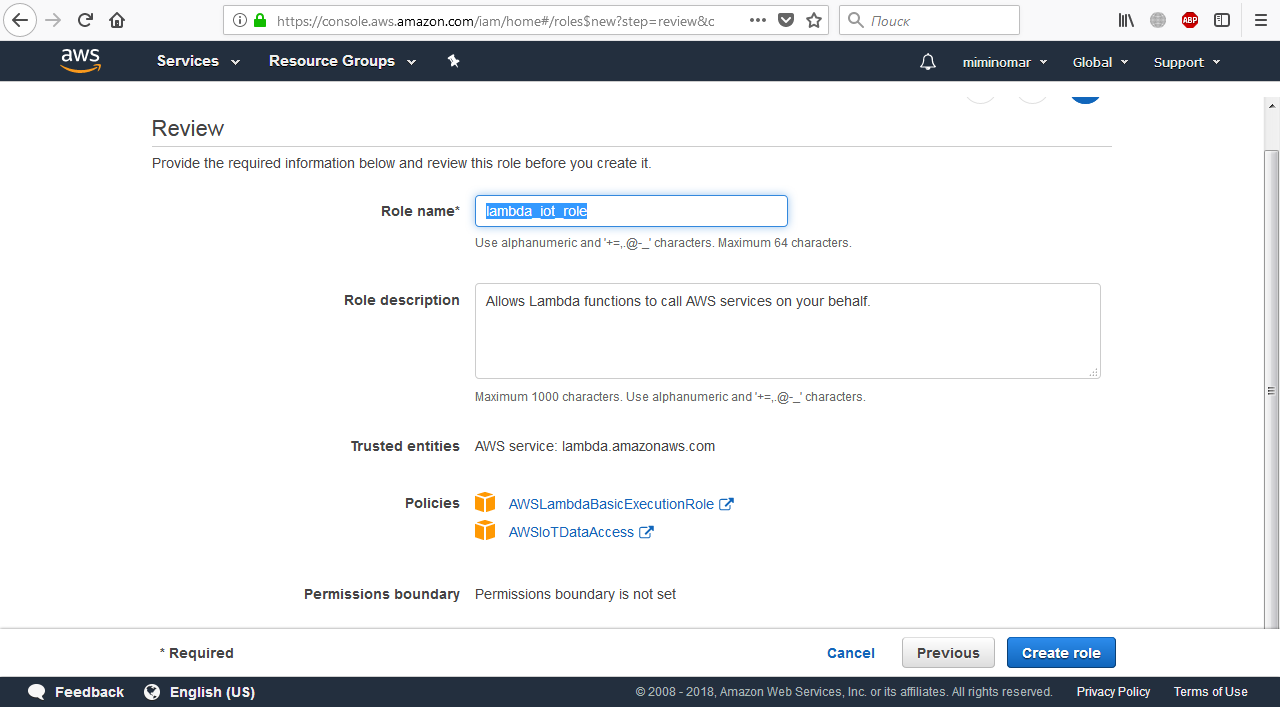 https://console.aws.amazon.com/iam/home#/roles$new?step=review&c
Поиск
ABP
aws
Services
Resource Groups
miminomar
Global
Support
Review
Provide the required information below and review this role before you create it.
Role name*
lambda_iot_role
Use alphanumeric and '+=,.@-_' characters. Maximum 64 characters.
Role description
Allows Lambda functions to call AWS services on your behalf.
Maximum 1000 characters. Use alphanumeric and '+=,.@-_' characters.
Trusted entities
AWS service: lambda.amazonaws.com
Policies
AWSLambdaBasicExecutionRole
AWSIoTDataAccess
Permissions boundary
Permissions boundary is not set
* Required
Cancel
Previous
Create role
Feedback
English (US)
© 2008 - 2018, Amazon Web Services, Inc. or its affiliates. All rights reserved.
Privacy Policy
Terms of Use